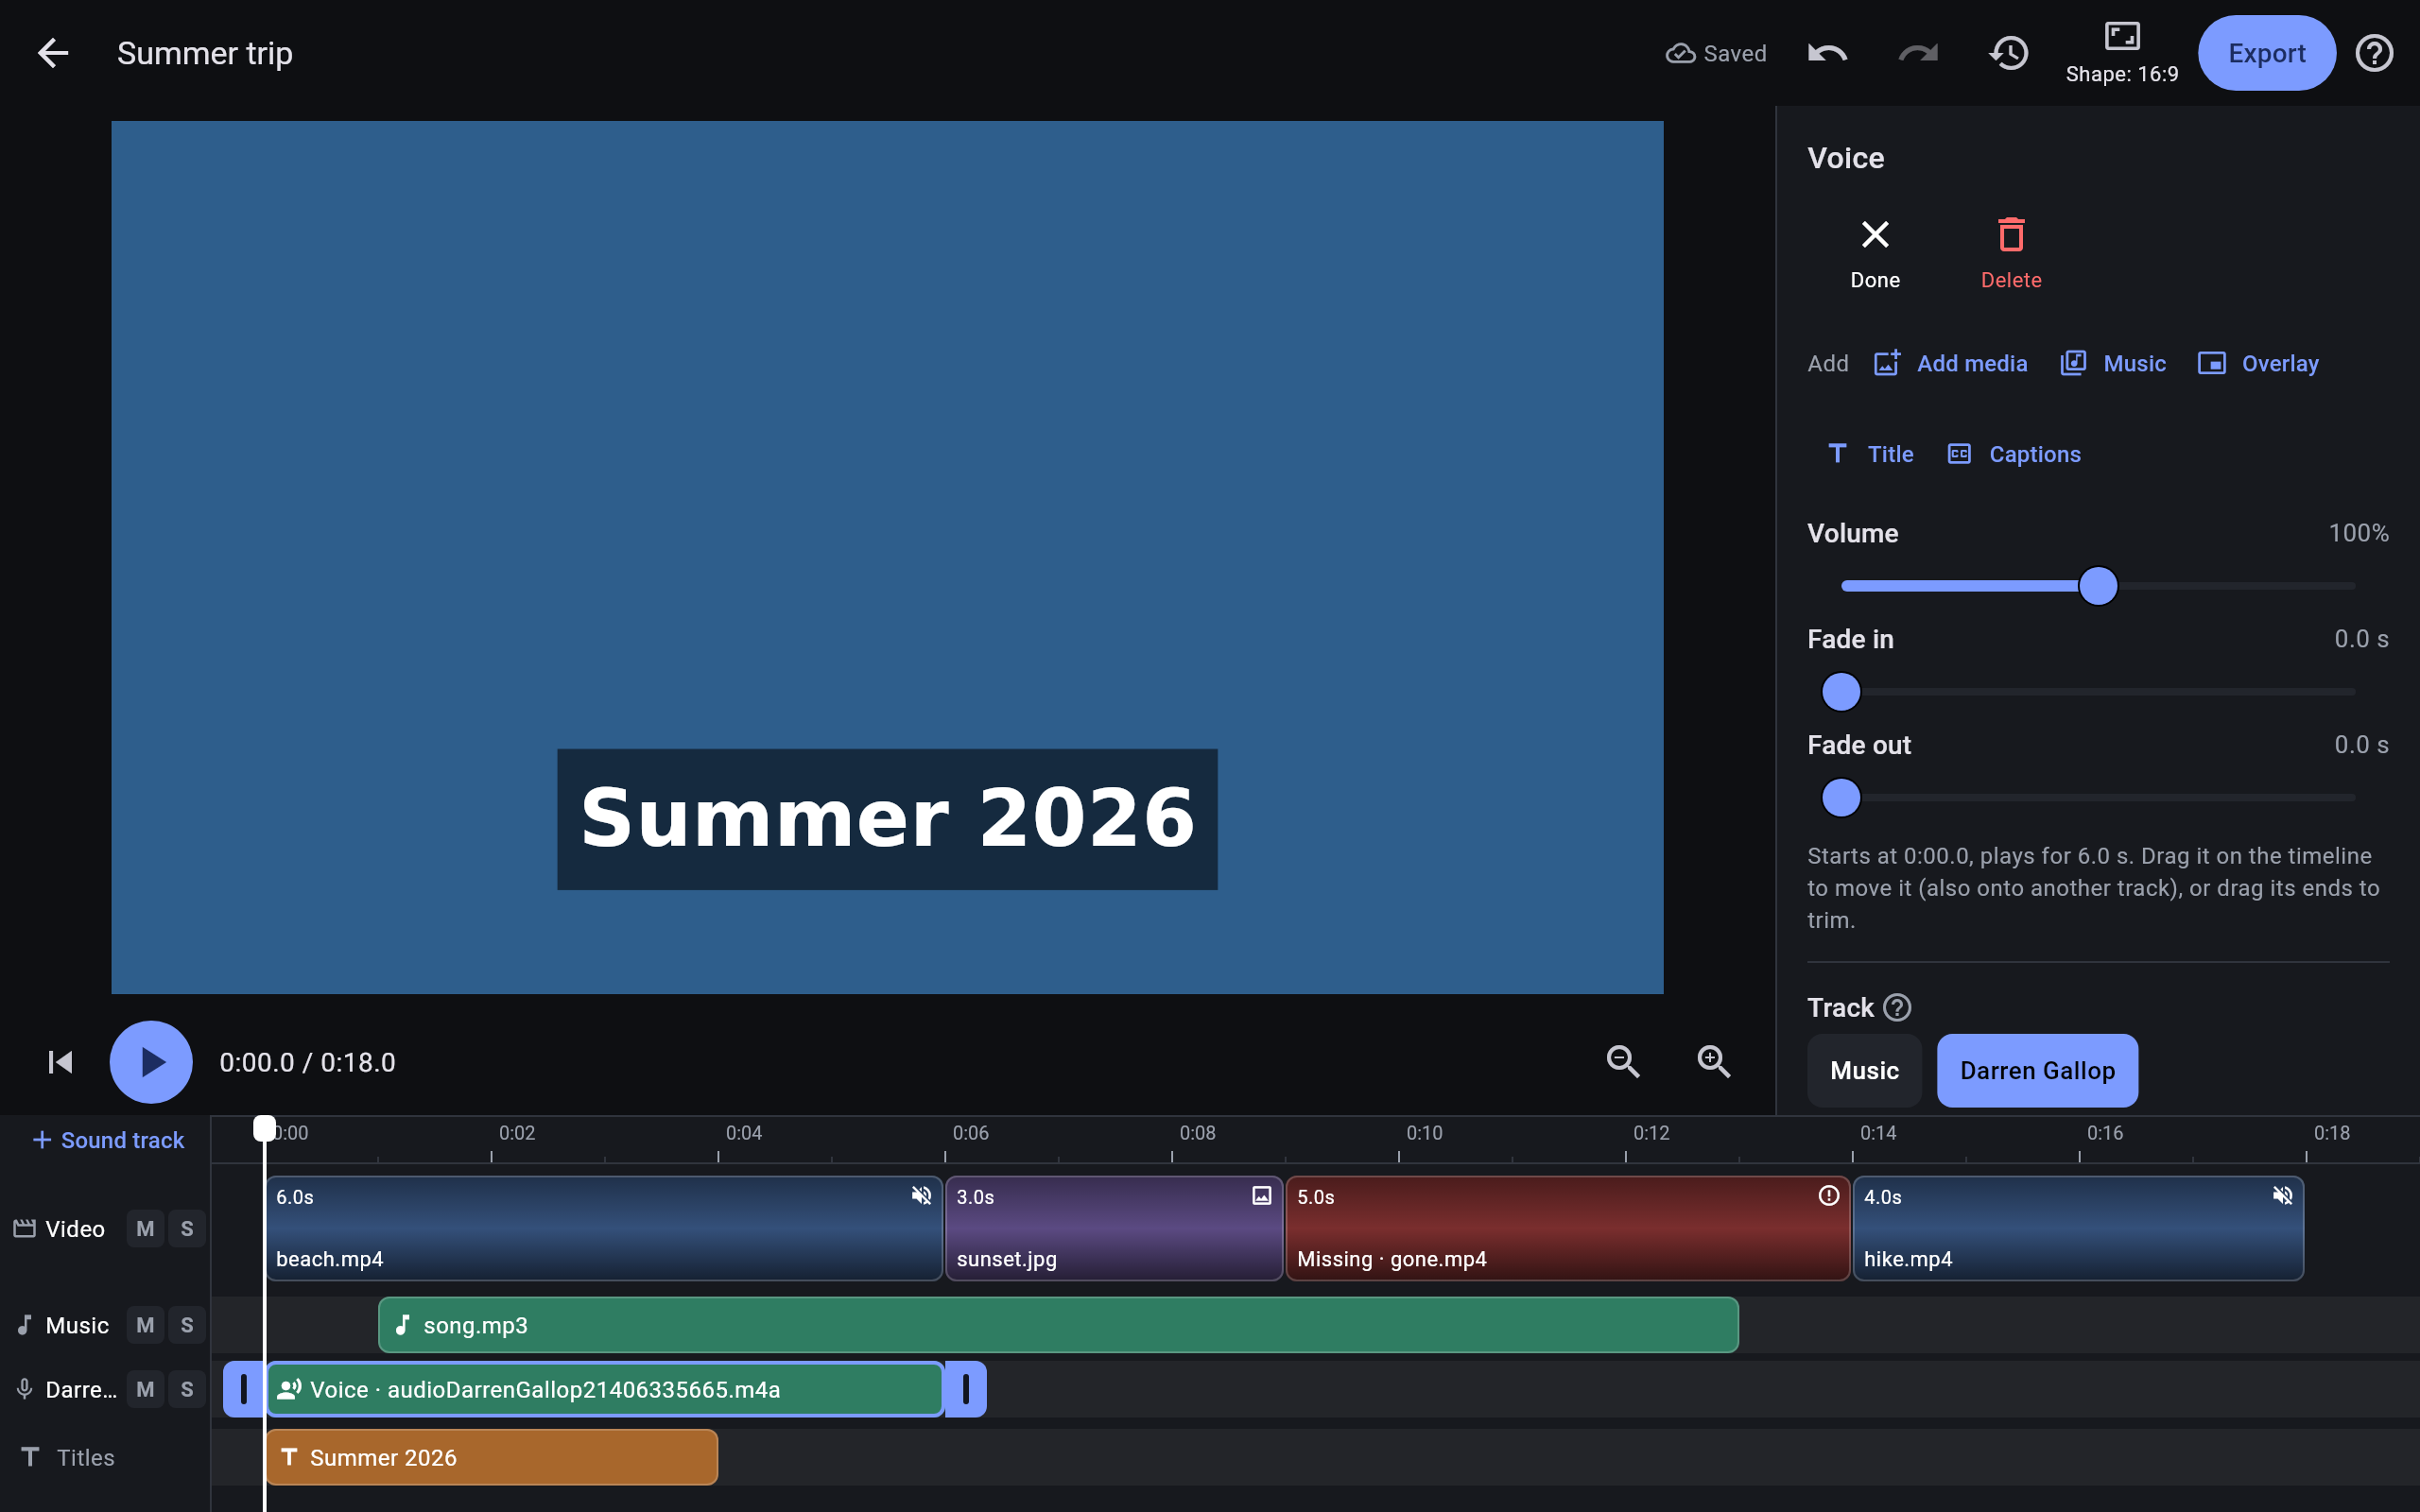 Summer trip
Saved
Shape: 16:9
Export
Voice
Done
Delete
Add
Add media
Music
Overlay
Title
Captions
Volume
100%
Fade in
0.0 s
Fade out
0.0 s
Starts at 0:00.0, plays for 6.0 s. Drag it on the timeline
to move it (also onto another track), or drag its ends to
trim.
Track
Music
Darren Gallop
Summer 2026
0:00.0 / 0:18.0
Sound track
0:00
0:02
0:04
0:06
0:08
0:10
0:12
0:14
0:16
0:18
Video
M
S
6.0s
beach.mp4
3.0s
sunset.jpg
5.0s
Missing · gone.mp4
4.0s
hike.mp4
Music
M
S
song.mp3
Darre...
M
S
Voice · audioDarrenGallop21406335665.m4a
Titles
Summer 2026